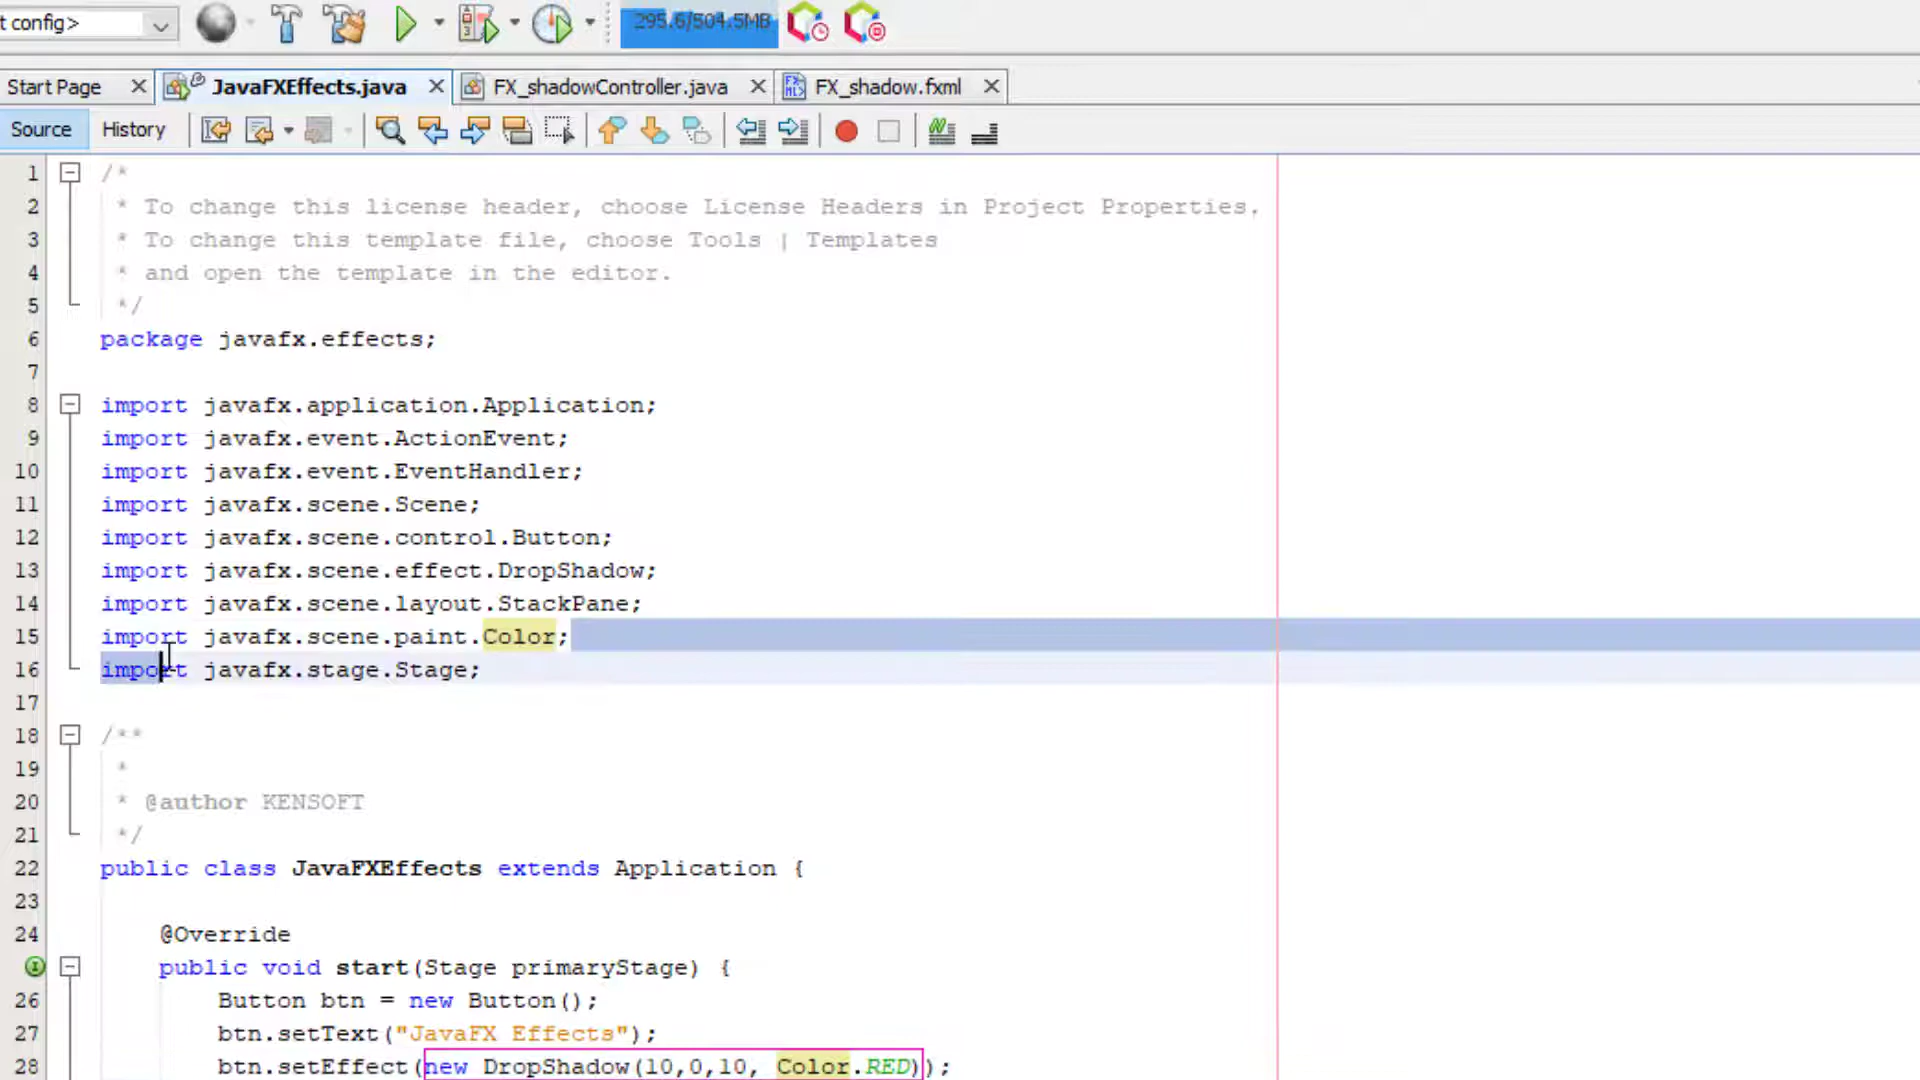 t config>
295.6/504.5MB
Start Page
JavaFXEffects.java
FX_shadowController.java
FX_shadow.fxml
Source
History
1 /*
2 * To change this license header, choose License Headers in Project Properties.
3 * To change this template file, choose Tools | Templates
4 * and open the template in the editor.
5 */
6 package javafx.effects;
7
8 import javafx.application.Application;
9 import javafx.event.ActionEvent;
10 import javafx.event.EventHandler;
11 import javafx.scene.Scene;
12 import javafx.scene.control.Button;
13 import javafx.scene.effect.DropShadow;
14 import javafx.scene.layout.StackPane;
15 import javafx.scene.paint.Color;
16 import javafx.stage.Stage;
17
18 /**
19 *
20 * @author KENSOFT
21 */
22 public class JavaFXEffects extends Application {
23
24 @Override
public void start(Stage primaryStage) {
26 Button btn = new Button();
27 btn.setText("JavaFX Effects");
28 btn.setEffect(new DropShadow(10,0,10, Color.RED));